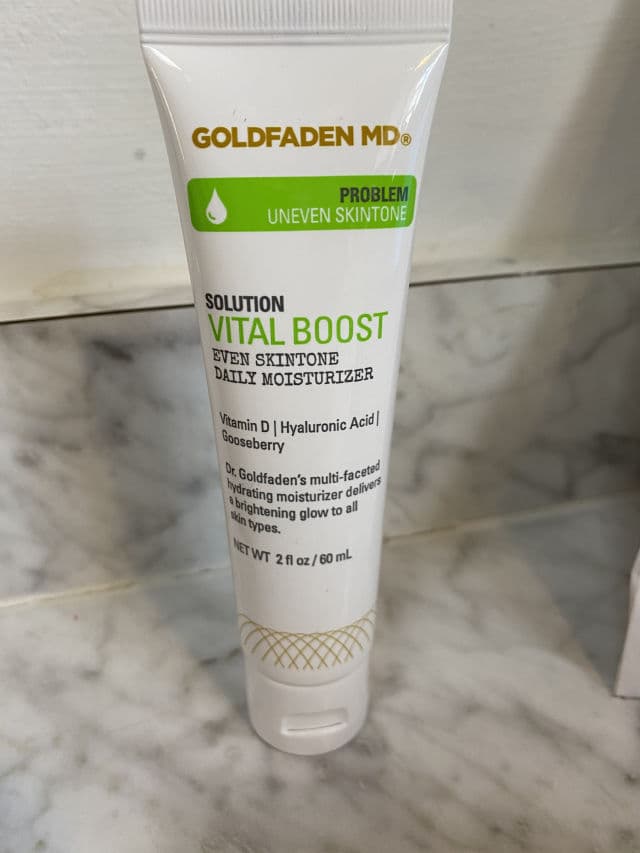 GOLDFADEN MD®
PROBLEM
UNEVEN SKINTONE
SOLUTION
VITAL BOOST
EVEN SKINTONE
DAILY MOISTURIZER
Vitamin D | Hyaluronic Acid |
Gooseberry
Dr. Goldfaden's multi-faceted
hydrating moisturizer delivers
a brightening glow to all
skin types.
NET WT 2 fl oz / 60 mL